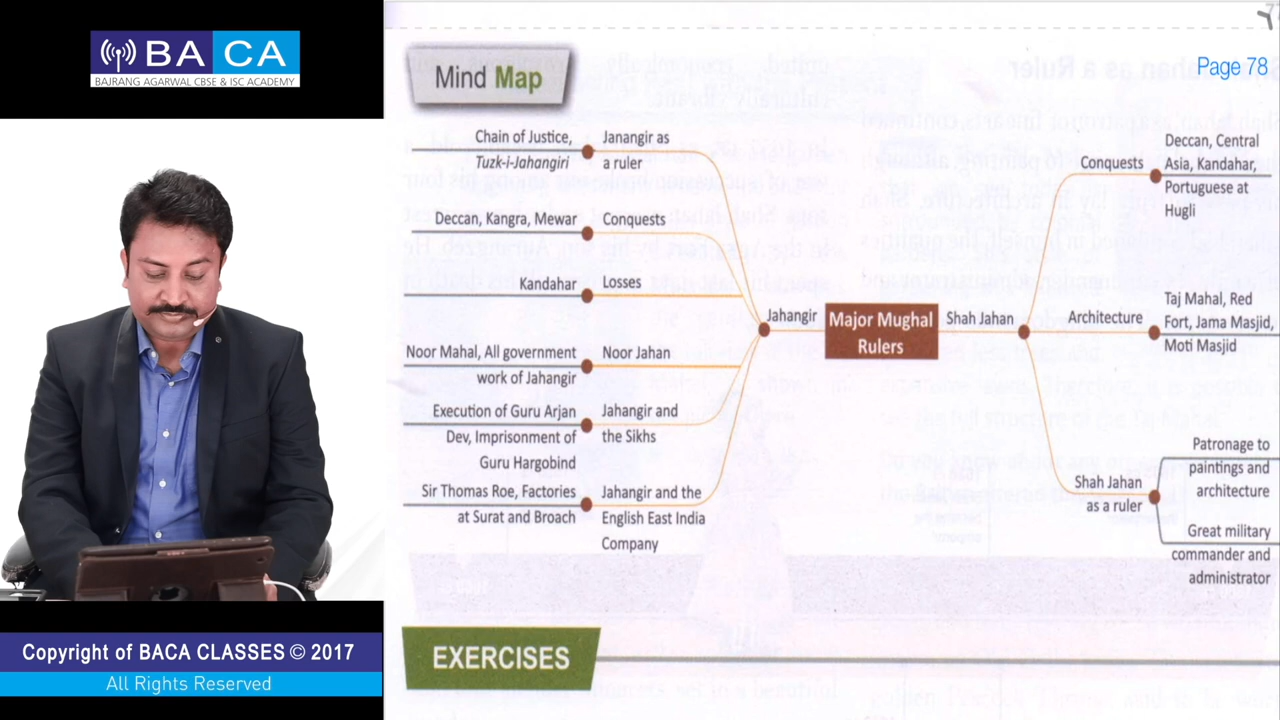 BACA
BAJRANG AGARWAL CBSE & ISC ACADEMY
Page 78
Mind Map
Chain of Justice,
Tuzk-i-Jahangiri
Janangir as
a ruler
Deccan, Kangra, Mewar
Conquests
Kandahar
Losses
Noor Mahal, All government
work of Jahangir
Noor Jahan
Execution of Guru Arjan
Dev, Imprisonment of
Guru Hargobind
Jahangir and
the Sikhs
Sir Thomas Roe, Factories
at Surat and Broach
Jahangir and the
English East India
Company
Jahangir
Major Mughal
Rulers
Shah Jahan
Conquests
Deccan, Central
Asia, Kandahar,
Portuguese at
Hugli
Architecture
Taj Mahal, Red
Fort, Jama Masjid,
Moti Masjid
Shah Jahan
as a ruler
Patronage to
paintings and
architecture
Great military
commander and
administrator
EXERCISES
Copyright of BACA CLASSES © 2017
All Rights Reserved